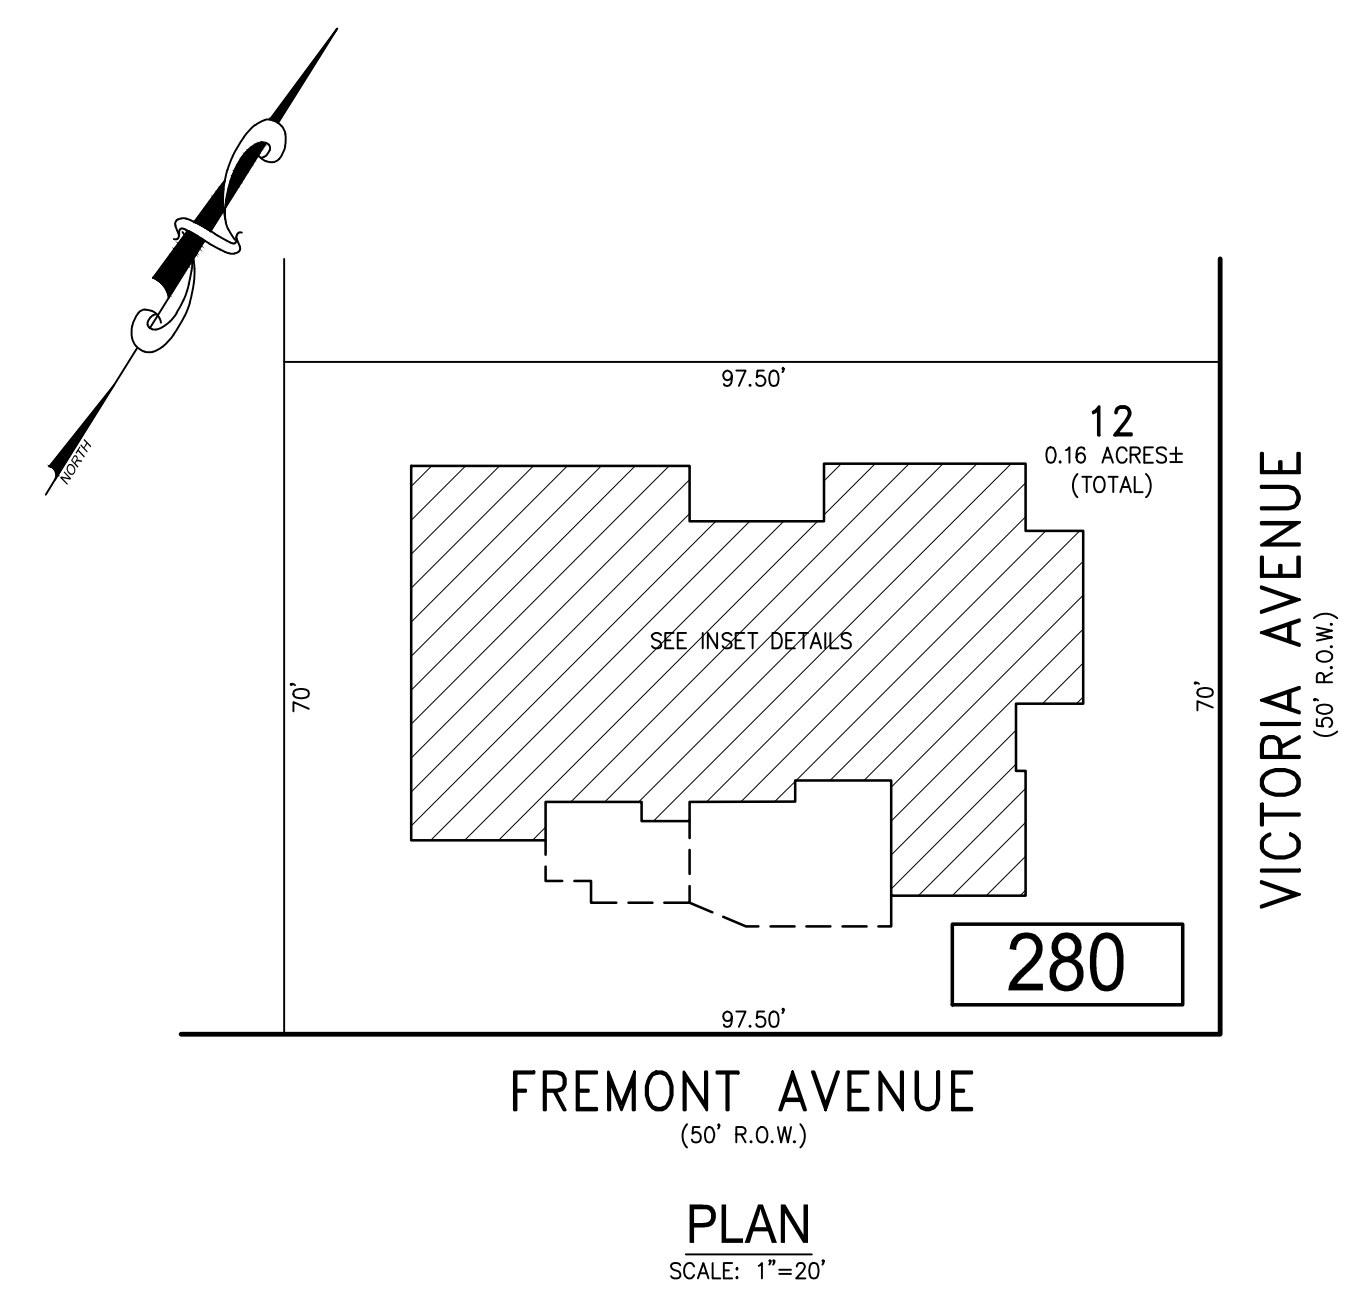 NORTH
97.50'
12
0.16 ACRES±
(TOTAL)
SEE INSET DETAILS
70'
70'
VICTORIA AVENUE
(50' R.O.W.)
280
97.50'
FREMONT AVENUE
(50' R.O.W.)
PLAN
SCALE: 1"=20'